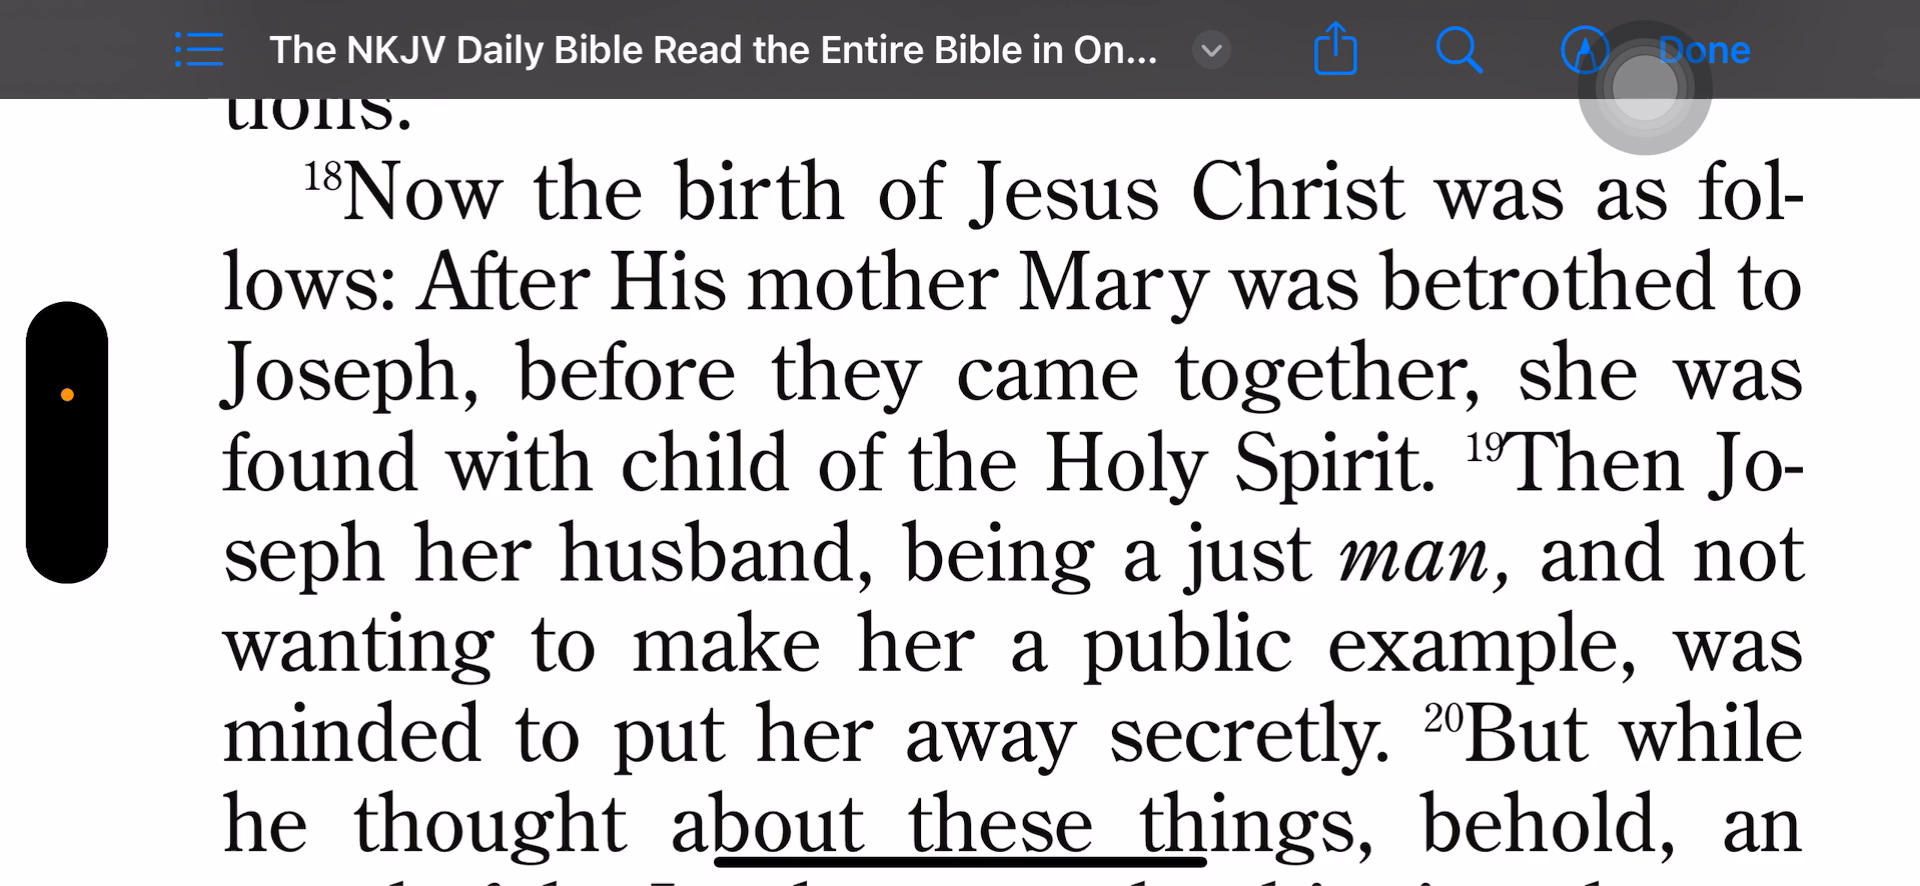 The NKJV Daily Bible Read the Entire Bible in On...
Done
tions.
18Now the birth of Jesus Christ was as fol-
lows: After His mother Mary was betrothed to
Joseph, before they came together, she was
found with child of the Holy Spirit. 19Then Jo-
seph her husband, being a just man, and not
wanting to make her a public example, was
minded to put her away secretly. 20But while
he thought about these things, behold, an